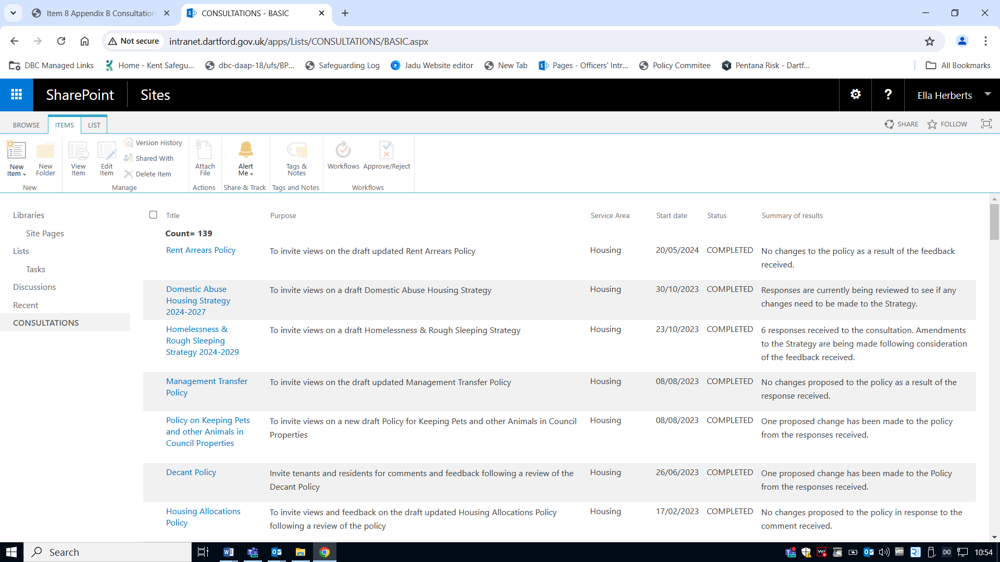 Item 8 Appendix B Consultation
CONSULTATIONS - BASIC
Not secure
intranet.dartford.gov.uk/apps/Lists/CONSULTATIONS/BASIC.aspx
DBC Managed Links
Home - Kent Safegu...
dbc-daap-18/ufs/BP...
Safeguarding Log
Jadu Website editor
New Tab
Pages - Officers' Intr...
Policy Commitee
Pentana Risk - Dartf...
All Bookmarks
SharePoint
Sites
?
Ella Herberts
BROWSE
ITEMS
LIST
SHARE
FOLLOW
New
Item
New
Folder
New
View
Item
Edit
Item
Version History
Shared With
Delete Item
Manage
Attach
File
Actions
Alert
Me
Share & Track
Tags &
Notes
Tags and Notes
Workflows
Approve/Reject
Workflows
Libraries
Site Pages
Lists
Tasks
Discussions
Recent
CONSULTATIONS
Title
Purpose
Service Area
Start date
Status
Summary of results
Count= 139
Rent Arrears Policy
To invite views on the draft updated Rent Arrears Policy
Housing
20/05/2024
COMPLETED
No changes to the policy as a result of the feedback
received.
Domestic Abuse
Housing Strategy
2024-2027
To invite views on a draft Domestic Abuse Housing Strategy
Housing
30/10/2023
COMPLETED
Responses are currently being reviewed to see if any
changes need to be made to the Strategy.
Homelessness &
Rough Sleeping
Strategy 2024-2029
To invite views on a draft Homelessness & Rough Sleeping Strategy
Housing
23/10/2023
COMPLETED
6 responses received to the consultation. Amendments
to the Strategy are being made following consideration
of the feedback received.
Management Transfer
Policy
To invite views on the draft updated Management Transfer Policy
Housing
08/08/2023
COMPLETED
No changes proposed to the policy as a result of the
response received.
Policy on Keeping Pets
and other Animals in
Council Properties
To invite views on a new draft Policy for Keeping Pets and other Animals in Council
Properties
Housing
08/08/2023
COMPLETED
One proposed change has been made to the policy
from the responses received.
Decant Policy
Invite tenants and residents for comments and feedback following a review of the
Decant Policy
Housing
26/06/2023
COMPLETED
One proposed change has been made to the Policy
from the responses received.
Housing Allocations
Policy
To invite views and feedback on the draft updated Housing Allocations Policy
following a review of the policy
Housing
17/02/2023
COMPLETED
No changes proposed to the policy in response to the
comment received.
Search
10:54